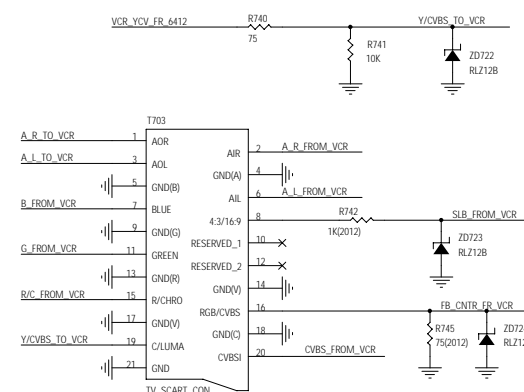 VCR_YCV_FR_6412
R740
75
Y/CVBS_TO_VCR
R741
10K
ZD722
RLZ12B
T703
A_R_TO_VCR
1
AOR
A_L_TO_VCR
3
AOL
5
GND(B)
B_FROM_VCR
7
BLUE
9
GND(G)
G_FROM_VCR
11
GREEN
13
GND(R)
R/C_FROM_VCR
15
R/CHRO
17
GND(V)
Y/CVBS_TO_VCR
19
C/LUMA
21
GND
TV_SCART_CON
AIR
2
A_R_FROM_VCR
GND(A)
4
AIL
6
A_L_FROM_VCR
4:3/16:9
8
R742
1K(2012)
SLB_FROM_VCR
ZD723
RLZ12B
RESERVED_1
10
RESERVED_2
12
GND(V)
14
RGB/CVBS
16
FB_CNTR_FR_VCR
GND(C)
18
R745
75(2012)
CVBSI
20
CVBS_FROM_VCR